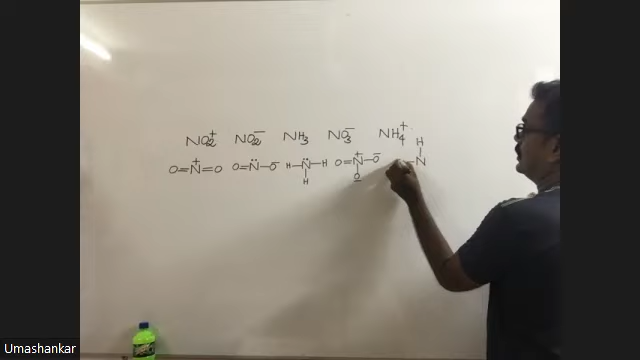 NO2+ NO2− NH3 NO3− NH4+
H
O=N+=O O=N̈−O− H−N̈−H O=N+−O− N
H O−
Umashankar